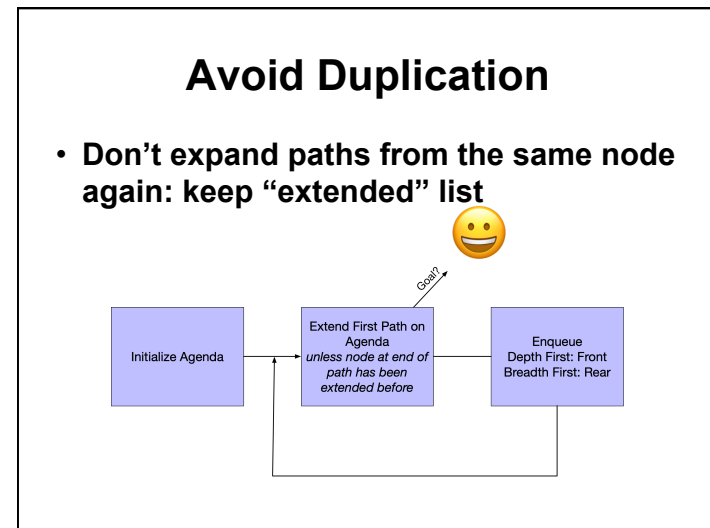 Avoid Duplication
• Don’t expand paths from the same node
again: keep “extended” list
Goal?
Initialize Agenda
Extend First Path on
Agenda
unless node at end of
path has been
extended before
Enqueue
Depth First: Front
Breadth First: Rear